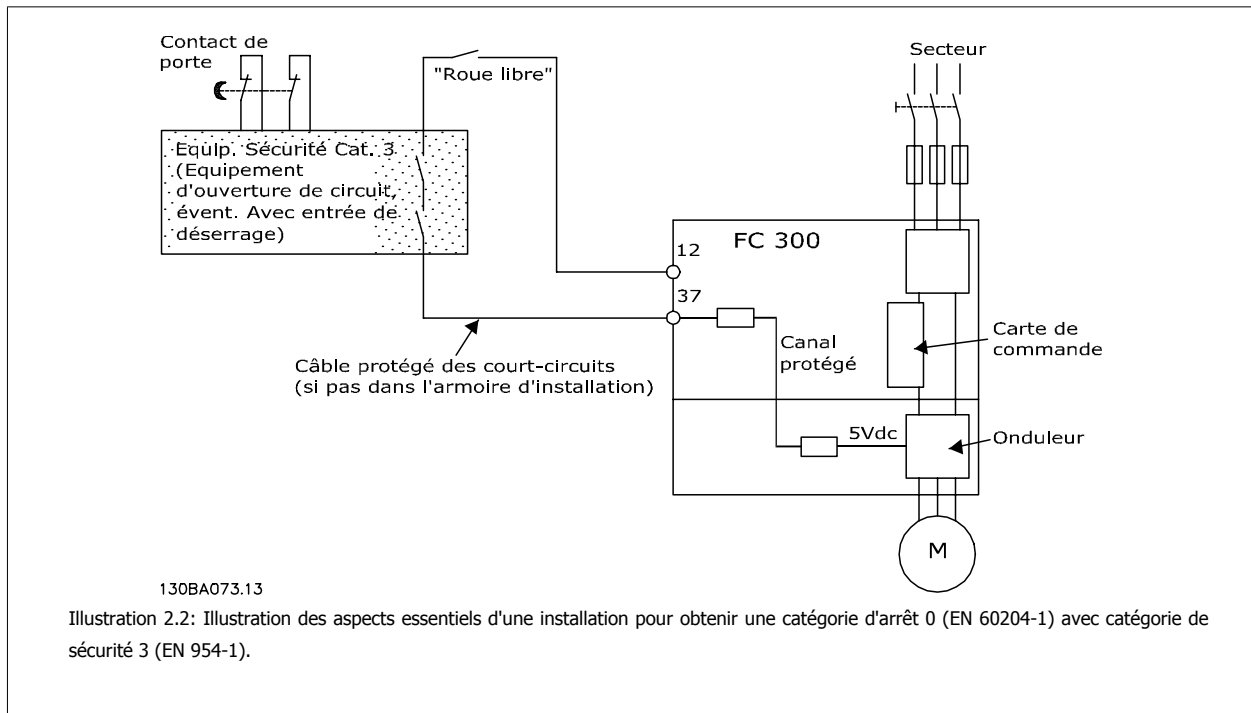 Contact de
porte
"Roue libre"
Secteur
Equip. Sécurité Cat. 3
(Equipement
d'ouverture de circuit,
évent. Avec entrée de
déserrage)
FC 300
12
37
Canal
protégé
Carte de
commande
Câble protégé des court-circuits
(si pas dans l'armoire d'installation)
5Vdc
Onduleur
M
130BA073.13
Illustration 2.2: Illustration des aspects essentiels d'une installation pour obtenir une catégorie d'arrêt 0 (EN 60204-1) avec catégorie de
sécurité 3 (EN 954-1).